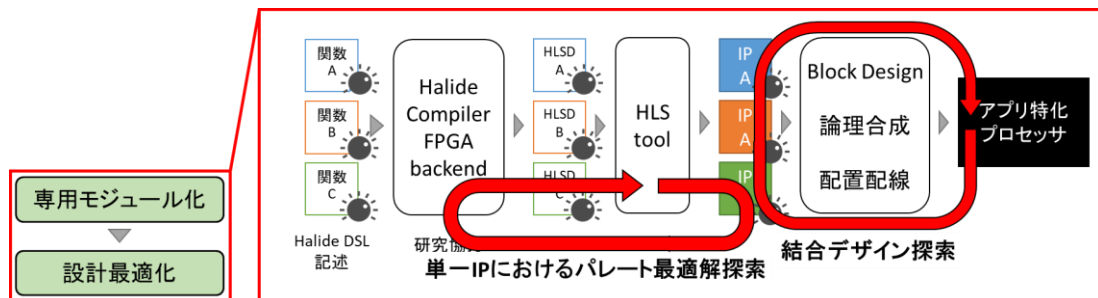 専用モジュール化
設計最適化
関数
A
関数
B
関数
C
Halide DSL
記述
Halide
Compiler
FPGA
backend
研究協
HLSD
A
HLSD
B
HLSD
C
HLS
tool
単一IPにおけるパレート最適解探索
IP
A
IP
A
IP
Block Design
論理合成
配置配線
結合デザイン探索
アプリ特化
プロセッサ